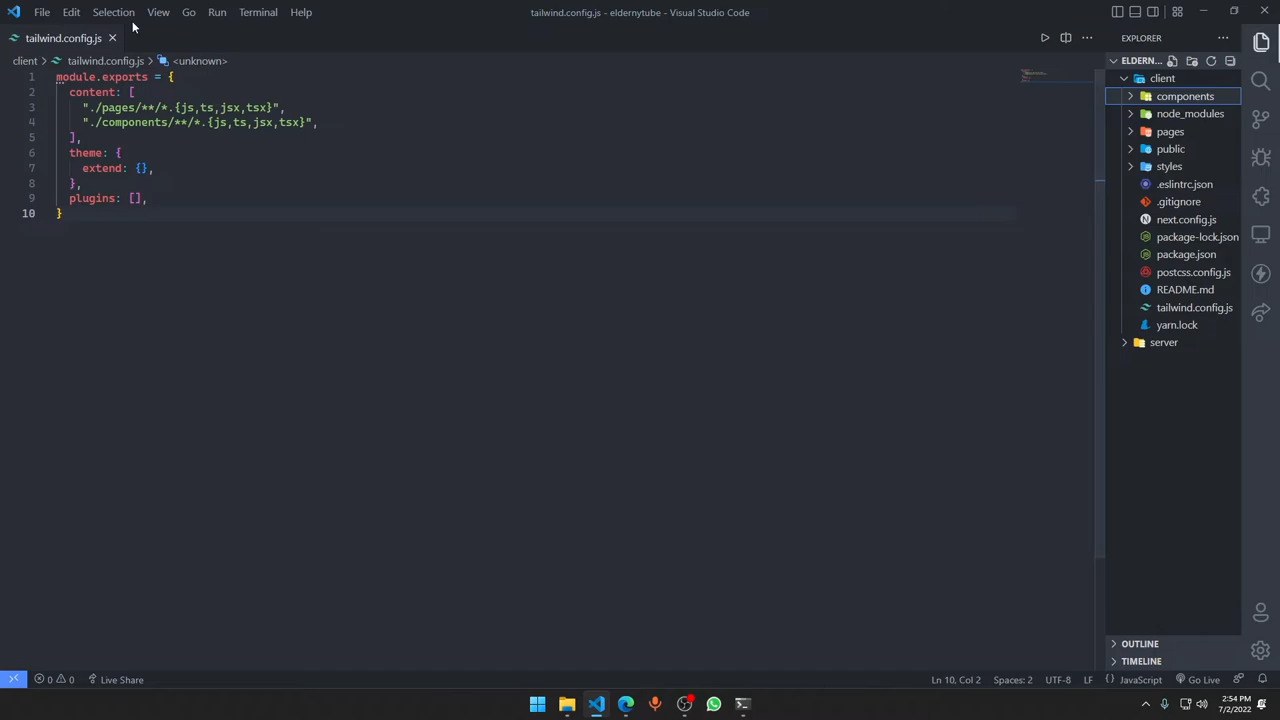 File Edit Selection View Go Run Terminal Help
tailwind.config.js - eldernytube - Visual Studio Code
tailwind.config.js
client > tailwind.config.js > <unknown>
1 module.exports = {
2 content: [
3 "./pages/**/*.{js,ts,jsx,tsx}",
4 "./components/**/*.{js,ts,jsx,tsx}",
5 ],
6 theme: {
7 extend: {},
8 },
9 plugins: [],
10 }
EXPLORER
ELDERN...
client
components
node_modules
pages
public
styles
.eslintrc.json
.gitignore
next.config.js
package-lock.json
package.json
postcss.config.js
README.md
tailwind.config.js
yarn.lock
server
OUTLINE
TIMELINE
0 0 Live Share
Ln 10, Col 2 Spaces: 2 UTF-8 LF {} JavaScript Go Live
2:54 PM
7/2/2022